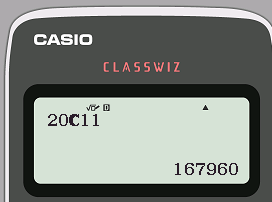 CASIO
CLASSWIZ
√▱ D ▲
20C11
167960